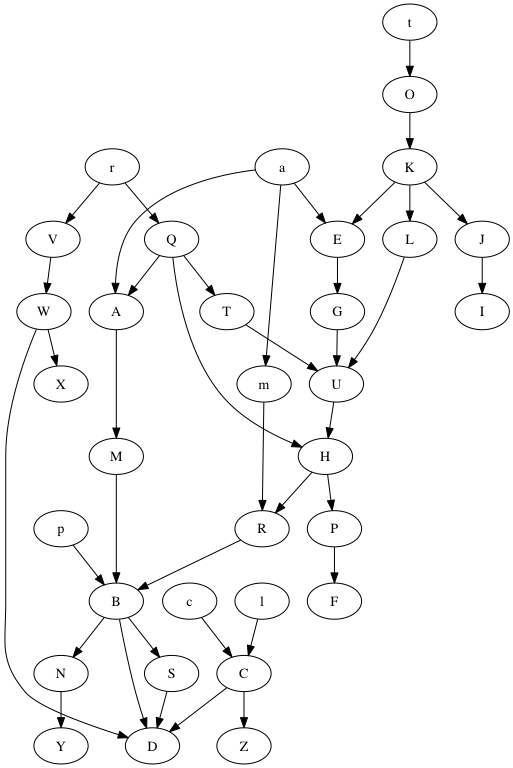 t
O
r a K
V Q E L J
W A T G I
X m U
M H
p R P
B c l F
N S C
Y D Z